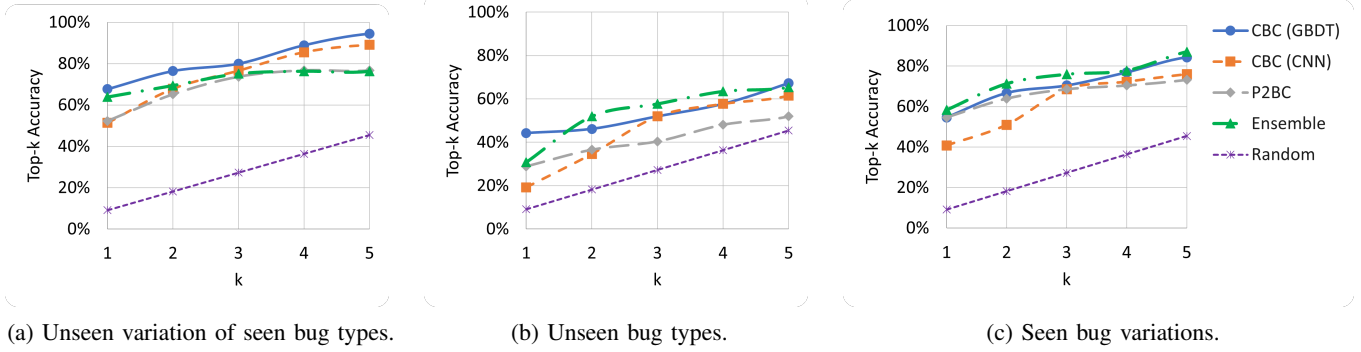 100%
80%
60%
40%
20%
0%
Top-k Accuracy
1 2 3 4 5
k
(a) Unseen variation of seen bug types.
100%
80%
60%
40%
20%
0%
Top-k Accuracy
1 2 3 4 5
k
(b) Unseen bug types.
100%
80%
60%
40%
20%
0%
Top-k Accuracy
1 2 3 4 5
k
CBC (GBDT)
CBC (CNN)
P2BC
Ensemble
Random
(c) Seen bug variations.